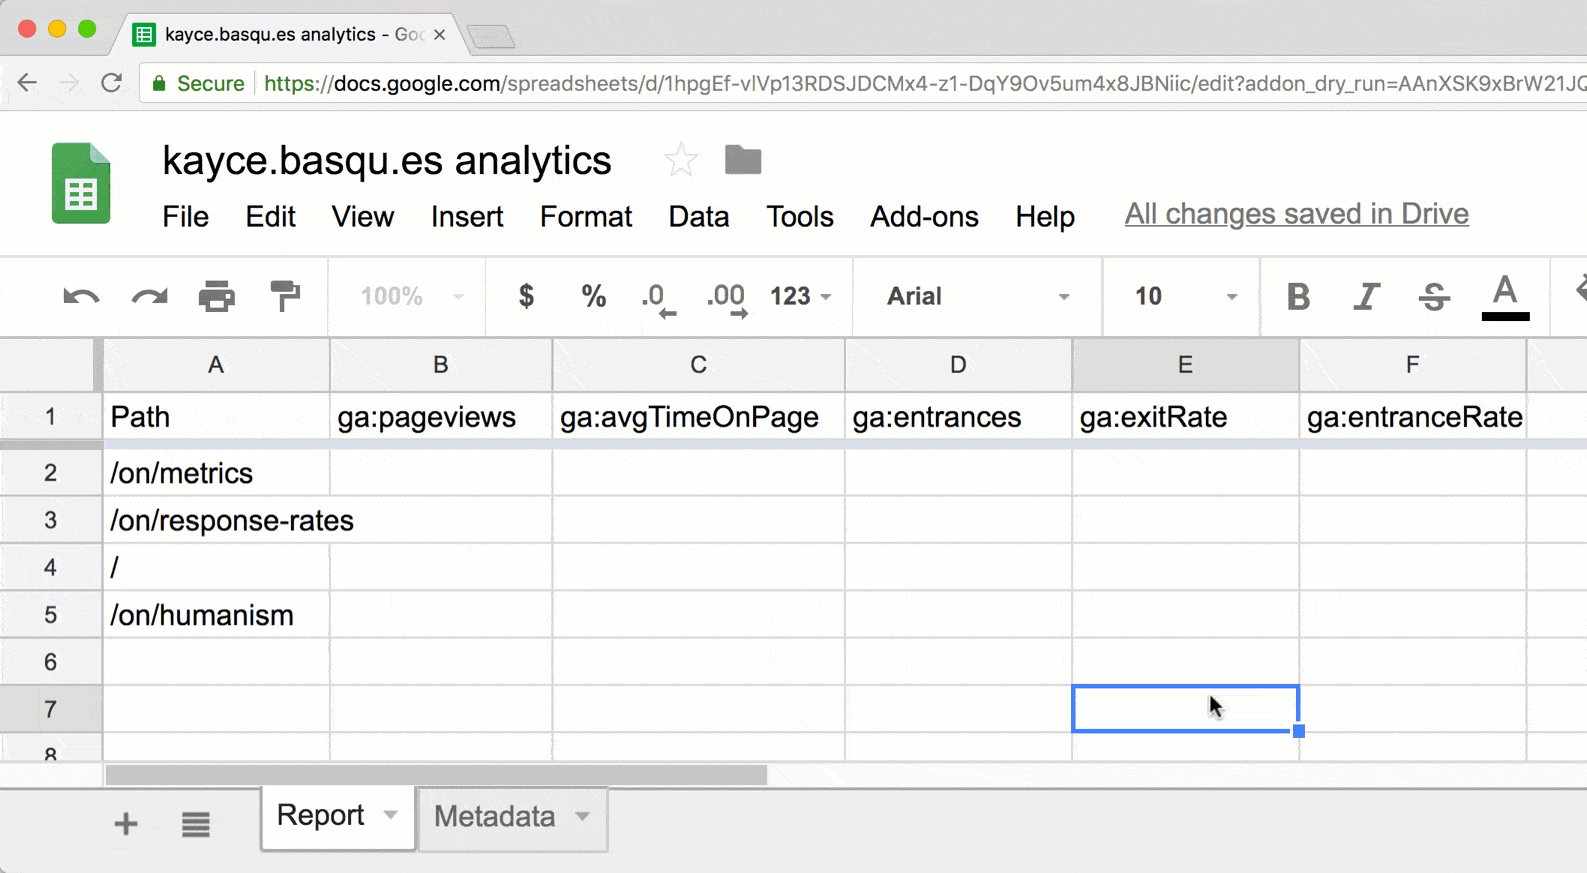 kayce.basqu.es analytics - Goo
Secure https://docs.google.com/spreadsheets/d/1hpgEf-vlVp13RDSJDCMx4-z1-DqY9Ov5um4x8JBNiic/edit?addon_dry_run=AAnXSK9xBrW21JQ
kayce.basqu.es analytics
File Edit View Insert Format Data Tools Add-ons Help All changes saved in Drive
100% $ % .0 .00 123 Arial 10 B I S A
A B C D E F
1 Path ga:pageviews ga:avgTimeOnPage ga:entrances ga:exitRate ga:entranceRate
2 /on/metrics
3 /on/response-rates
4 /
5 /on/humanism
6
7
8
Report Metadata